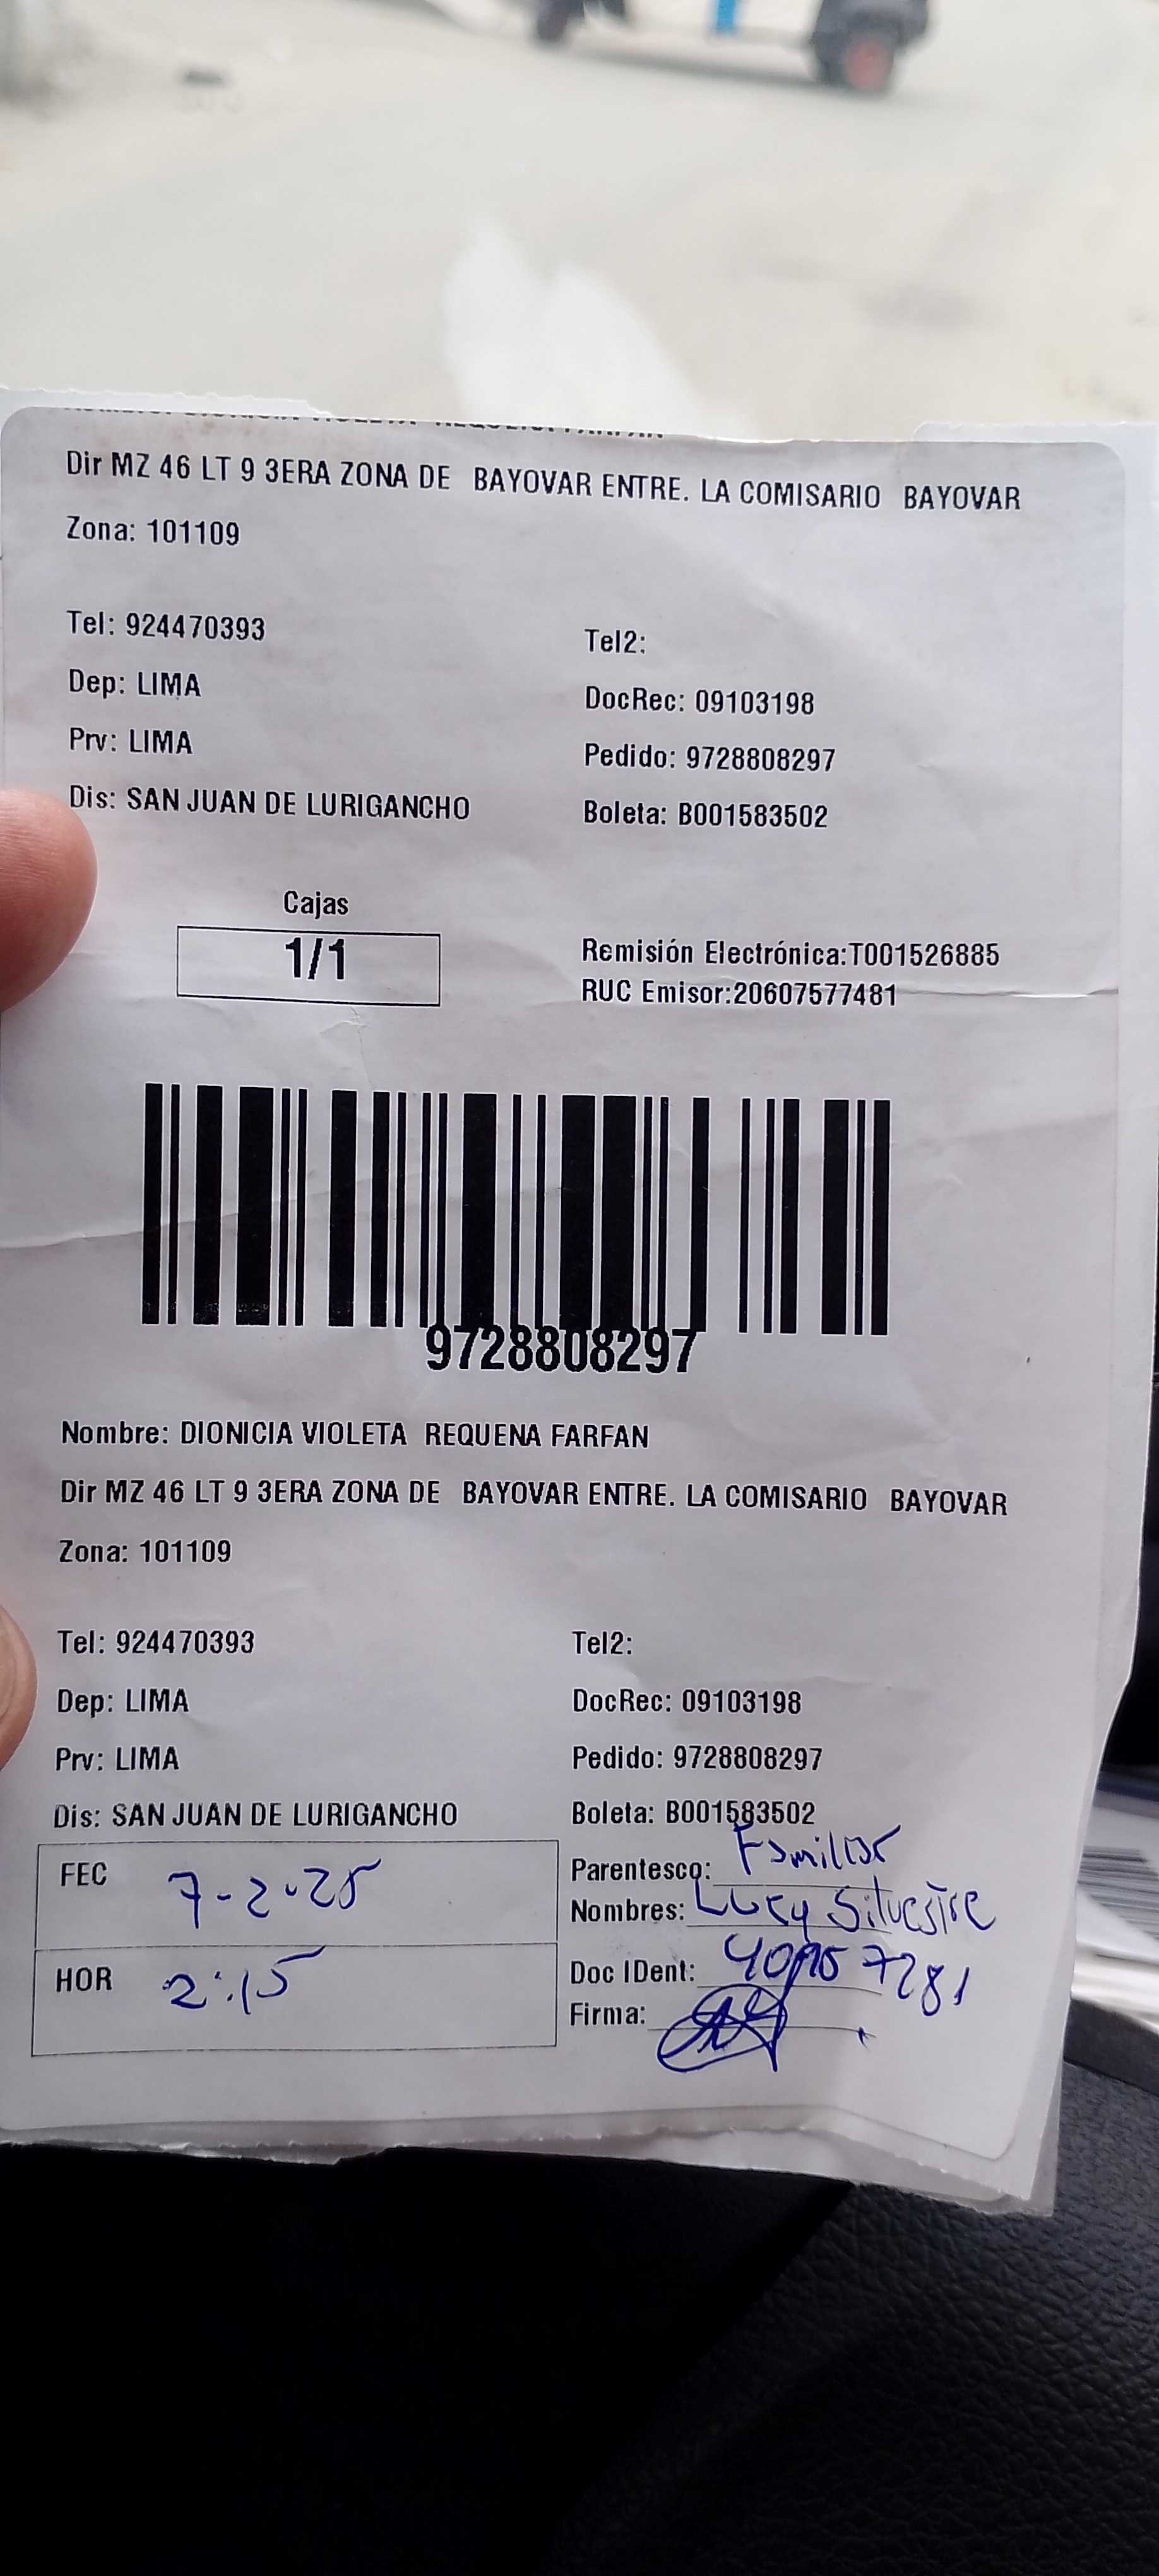 Dir MZ 46 LT 9 3ERA ZONA DE BAYOVAR ENTRE. LA COMISARIO BAYOVAR
Zona: 101109
Tel: 924470393
Tel2:
Dep: LIMA
DocRec: 09103198
Prv: LIMA
Pedido: 9728808297
Dis: SAN JUAN DE LURIGANCHO
Boleta: B001583502
Cajas
1/1
Remisión Electrónica:T001526885
RUC Emisor:20607577481
9728808297
Nombre: DIONICIA VIOLETA REQUENA FARFAN
Dir MZ 46 LT 9 3ERA ZONA DE BAYOVAR ENTRE. LA COMISARIO BAYOVAR
Zona: 101109
Tel: 924470393
Tel2:
Dep: LIMA
DocRec: 09103198
Prv: LIMA
Pedido: 9728808297
Dis: SAN JUAN DE LURIGANCHO
Boleta: B001583502
FEC 7-2-25
Parentesco: Familiar
Nombres: Lucy Silvestre
HOR 2:15
Doc IDent:
Firma: